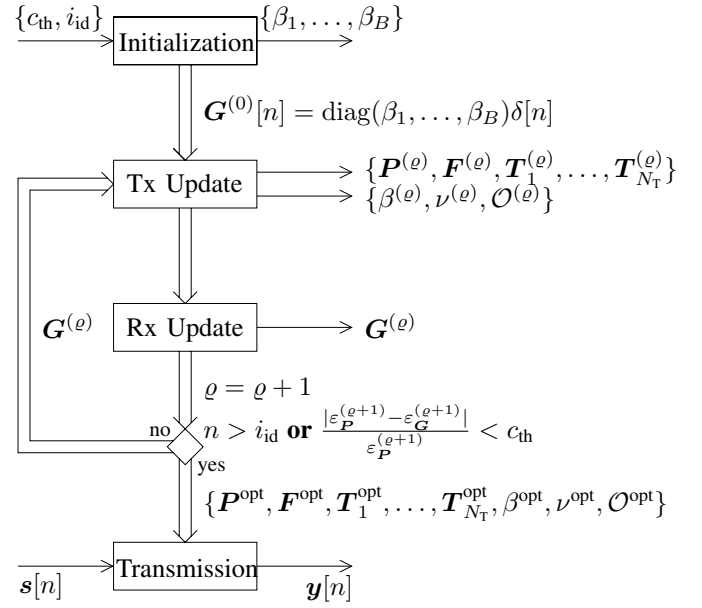 {c_th, i_id} Initialization {β_1, …, β_B}
G^(0)[n] = diag(β_1, …, β_B)δ[n]
Tx Update {P^(ϱ), F^(ϱ), T_1^(ϱ), …, T_{N_T}^(ϱ)}
{β^(ϱ), ν^(ϱ), 𝒪^(ϱ)}
G^(ϱ) Rx Update G^(ϱ)
ϱ = ϱ + 1
no n > i_id or |ε_P^(ϱ+1) − ε_G^(ϱ+1)| / ε_P^(ϱ+1) < c_th
yes
{P^opt, F^opt, T_1^opt, …, T_{N_T}^opt, β^opt, ν^opt, 𝒪^opt}
s[n] Transmission y[n]